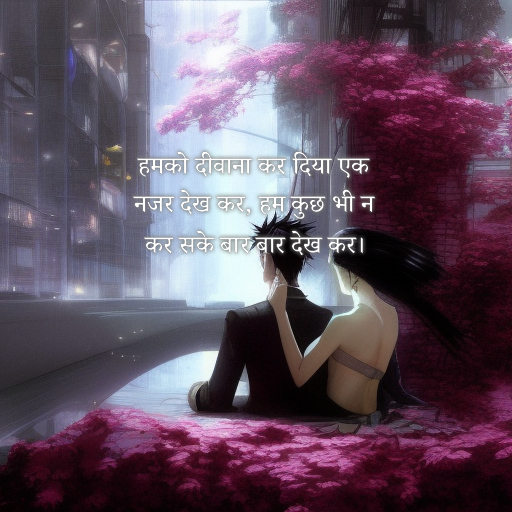 हमको दीवाना कर दिया एक
नजर देख कर, हम कुछ भी न
कर सके बार बार देख कर।